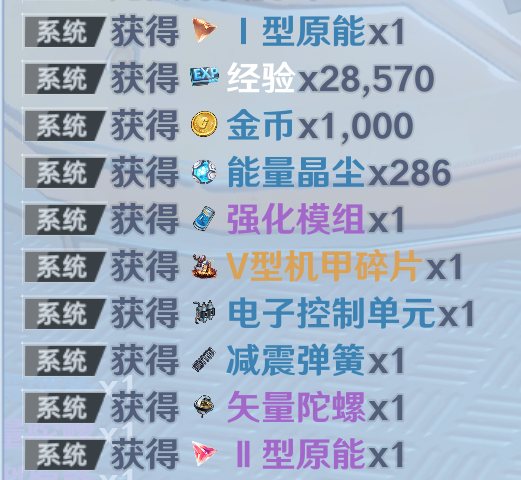 系统 获得 Ⅰ型原能x1
系统 获得 EXP 经验x28,570
系统 获得 金币x1,000
系统 获得 能量晶尘x286
系统 获得 强化模组x1
系统 获得 V型机甲碎片x1
系统 获得 电子控制单元x1
系统 获得 减震弹簧x1
x1
系统 获得 矢量陀螺x1
x1
系统 获得 Ⅱ型原能x1
x1